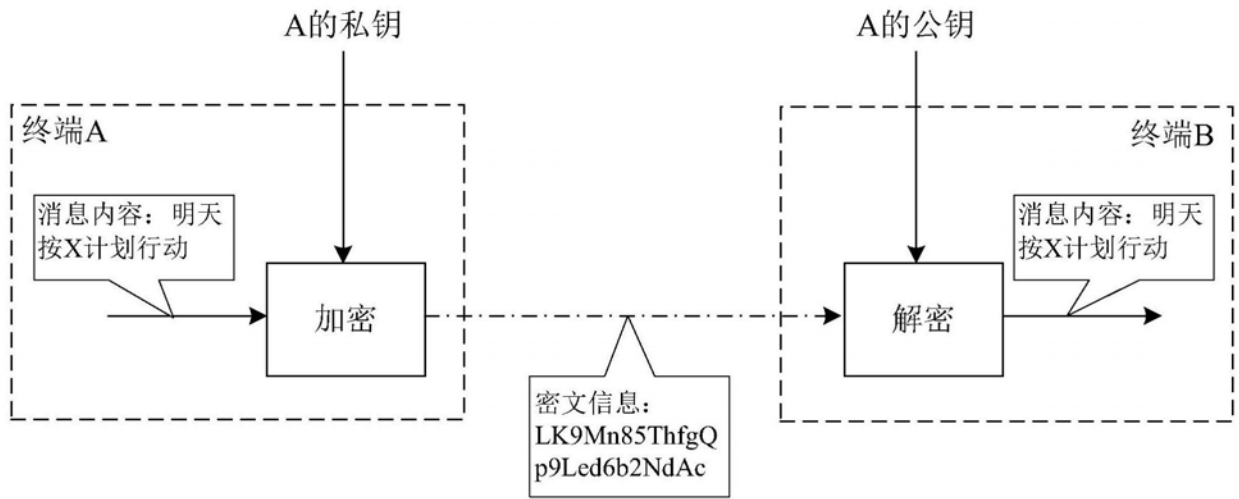 A的私钥
A的公钥
终端A
终端B
消息内容：明天
按X计划行动
加密
密文信息：
LK9Mn85ThfgQ
p9Led6b2NdAc
解密
消息内容：明天
按X计划行动